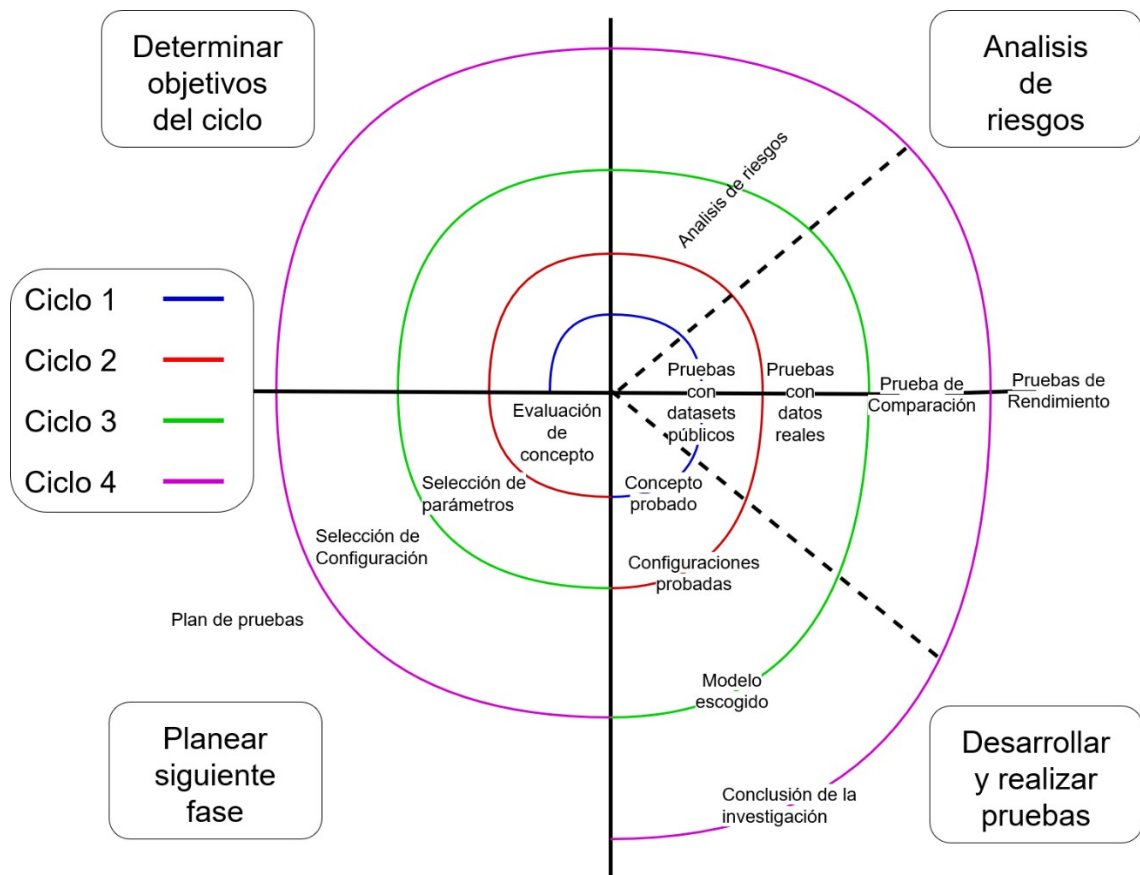 Determinar
objetivos
del ciclo
Analisis
de
riesgos
Analisis de riesgos
Ciclo 1
Ciclo 2
Ciclo 3
Ciclo 4
Evaluación
de
concepto
Pruebas
con
datasets
públicos
Pruebas
con
datos
reales
Prueba de
Comparación
Pruebas de
Rendimiento
Selección de
parámetros
Concepto
probado
Selección de
Configuración
Configuraciones
probadas
Plan de pruebas
Modelo
escogido
Conclusión de la
investigación
Planear
siguiente
fase
Desarrollar
y realizar
pruebas